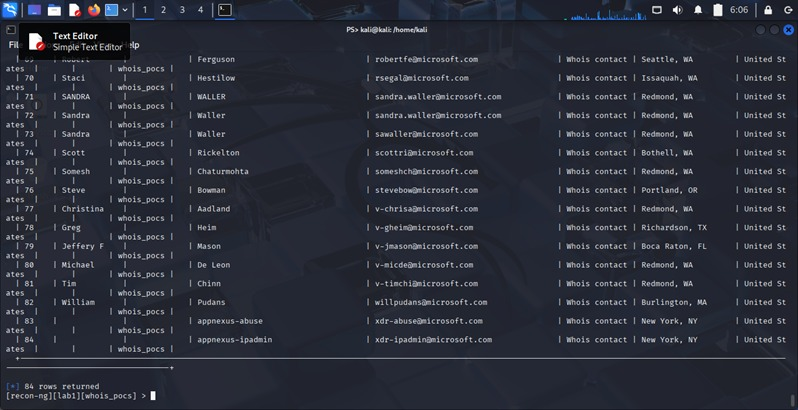 1 2 3 4 6:06
PS> kali@kali: /home/kali
Text Editor
Simple Text Editor
| Ferguson | robertfe@microsoft.com | Whois contact | Seattle, WA | United St
ates | | | whois_pocs |
| 70 | Staci | | Hestilow | rsegal@microsoft.com | Whois contact | Issaquah, WA | United St
ates | | | whois_pocs |
| 71 | SANDRA | | WALLER | sandra.waller@microsoft.com | Whois contact | Redmond, WA | United St
ates | | | whois_pocs |
| 72 | Sandra | | Waller | sandra.waller@microsoft.com | Whois contact | Redmond, WA | United St
ates | | | whois_pocs |
| 73 | Sandra | | Waller | sawaller@microsoft.com | Whois contact | Redmond, WA | United St
ates | | | whois_pocs |
| 74 | Scott | | Rickelton | scottri@microsoft.com | Whois contact | Bothell, WA | United St
ates | | | whois_pocs |
| 75 | Somesh | | Chaturmohta | someshch@microsoft.com | Whois contact | Redmond, WA | United St
ates | | | whois_pocs |
| 76 | Steve | | Bowman | stevebow@microsoft.com | Whois contact | Portland, OR | United St
ates | | | whois_pocs |
| 77 | Christina | | Aadland | v-chrisa@microsoft.com | Whois contact | Redmond, WA | United St
ates | | | whois_pocs |
| 78 | Greg | | Heim | v-gheim@microsoft.com | Whois contact | Richardson, TX | United St
ates | | | whois_pocs |
| 79 | Jeffery F | | Mason | v-jmason@microsoft.com | Whois contact | Boca Raton, FL | United St
ates | | | whois_pocs |
| 80 | Michael | | De Leon | v-micde@microsoft.com | Whois contact | Redmond, WA | United St
ates | | | whois_pocs |
| 81 | Tim | | Chinn | v-timchi@microsoft.com | Whois contact | Redmond, WA | United St
ates | | | whois_pocs |
| 82 | William | | Pudans | willpudans@microsoft.com | Whois contact | Burlington, MA | United St
ates | | | whois_pocs |
| 83 | | | appnexus-abuse | xdr-abuse@microsoft.com | Whois contact | New York, NY | United St
ates | | | whois_pocs |
| 84 | | | appnexus-ipadmin | xdr-ipadmin@microsoft.com | Whois contact | New York, NY | United St
ates | | | whois_pocs |
[*] 84 rows returned
[recon-ng][lab1][whois_pocs] >